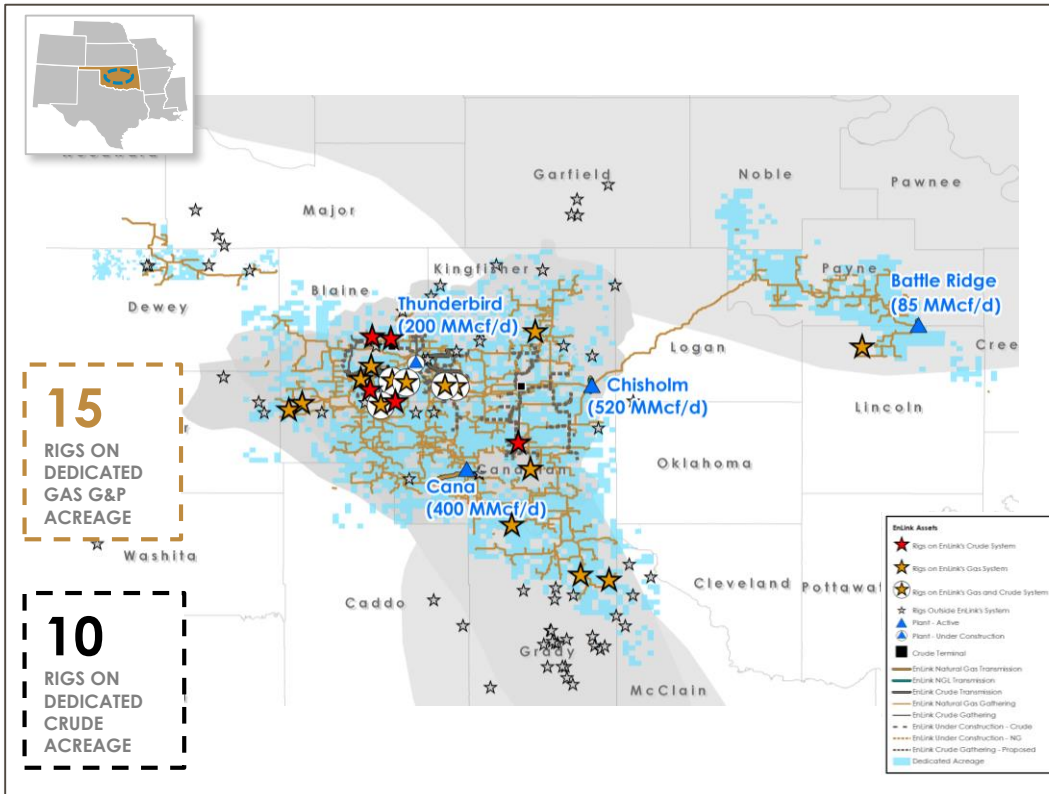 Major
Garfield
Noble
Pawnee
Kingfisher
Payne
Blaine
Dewey
Thunderbird
(200 MMcf/d)
Battle Ridge
(85 MMcf/d)
Cree
Logan
Chisholm
(520 MMcf/d)
Lincoln
15
RIGS ON
DEDICATED
GAS G&P
ACREAGE
Oklahoma
Canadian
Cana
(400 MMcf/d)
Washita
Cleveland
Pottawat
Caddo
Grady
McClain
10
RIGS ON
DEDICATED
CRUDE
ACREAGE
EnLink Assets
Rigs on EnLink's Crude System
Rigs on EnLink's Gas System
Rigs on EnLink's Gas and Crude System
Rigs Outside EnLink's System
Plant - Active
Plant - Under Construction
Crude Terminal
EnLink Natural Gas Transmission
EnLink NGL Transmission
EnLink Crude Transmission
EnLink Natural Gas Gathering
EnLink Crude Gathering
EnLink Under Construction - Crude
EnLink Under Construction - NG
EnLink Crude Gathering - Proposed
Dedicated Acreage